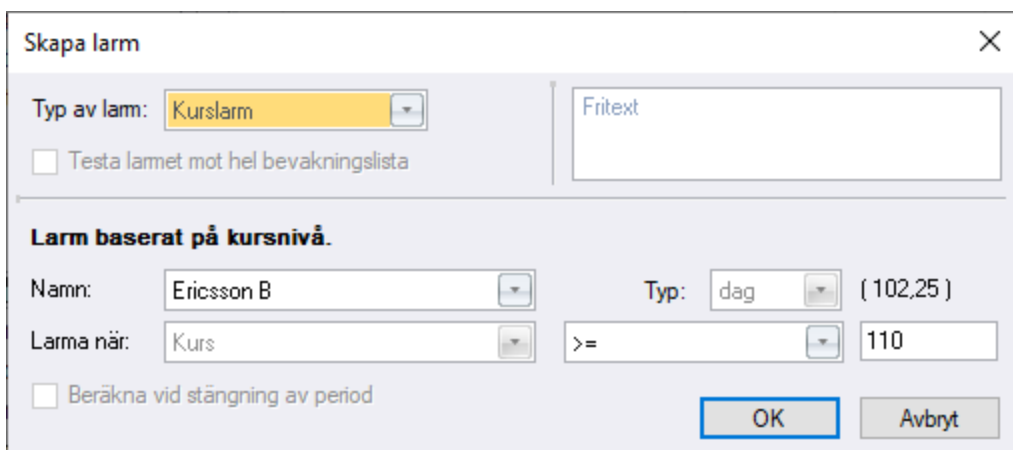 Skapa larm
Typ av larm: Kurslarm
Fritext
Testa larmet mot hel bevakningslista
Larm baserat på kursnivå.
Namn: Ericsson B Typ: dag ( 102,25 )
Larma när: Kurs >= 110
Beräkna vid stängning av period
OK Avbryt